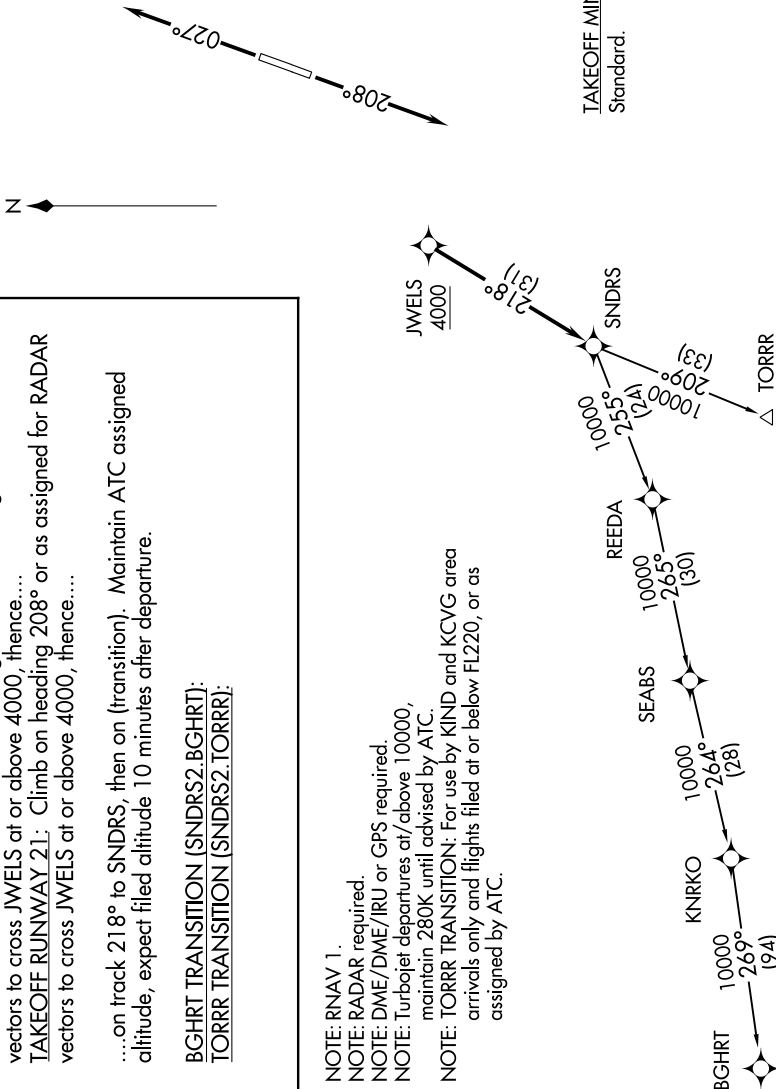 vectors to cross JWELS at or above 4000, thence....
TAKEOFF RUNWAY 21: Climb on heading 208° or as assigned for RADAR
vectors to cross JWELS at or above 4000, thence....
....on track 218° to SNDRS, then on (transition). Maintain ATC assigned
altitude, expect filed altitude 10 minutes after departure.
BGHRT TRANSITION (SNDRS2.BGHRT):
TORRR TRANSITION (SNDRS2.TORRR):
NOTE: RNAV 1.
NOTE: RADAR required.
NOTE: DME/DME/IRU or GPS required.
NOTE: Turbojet departures at/above 10000,
maintain 280K until advised by ATC.
NOTE: TORRR TRANSITION: For use by KIND and KCVG area
arrivals only and flights filed at or below FL220, or as
assigned by ATC.
N
027°
208°
TAKEOFF MIN
Standard.
JWELS
4000
218°
(31)
SNDRS
10000
209°
(33)
TORRR
10000
255°
(24)
REEDA
10000
265°
(30)
SEABS
10000
264°
(28)
KNRKO
10000
269°
(94)
BGHRT